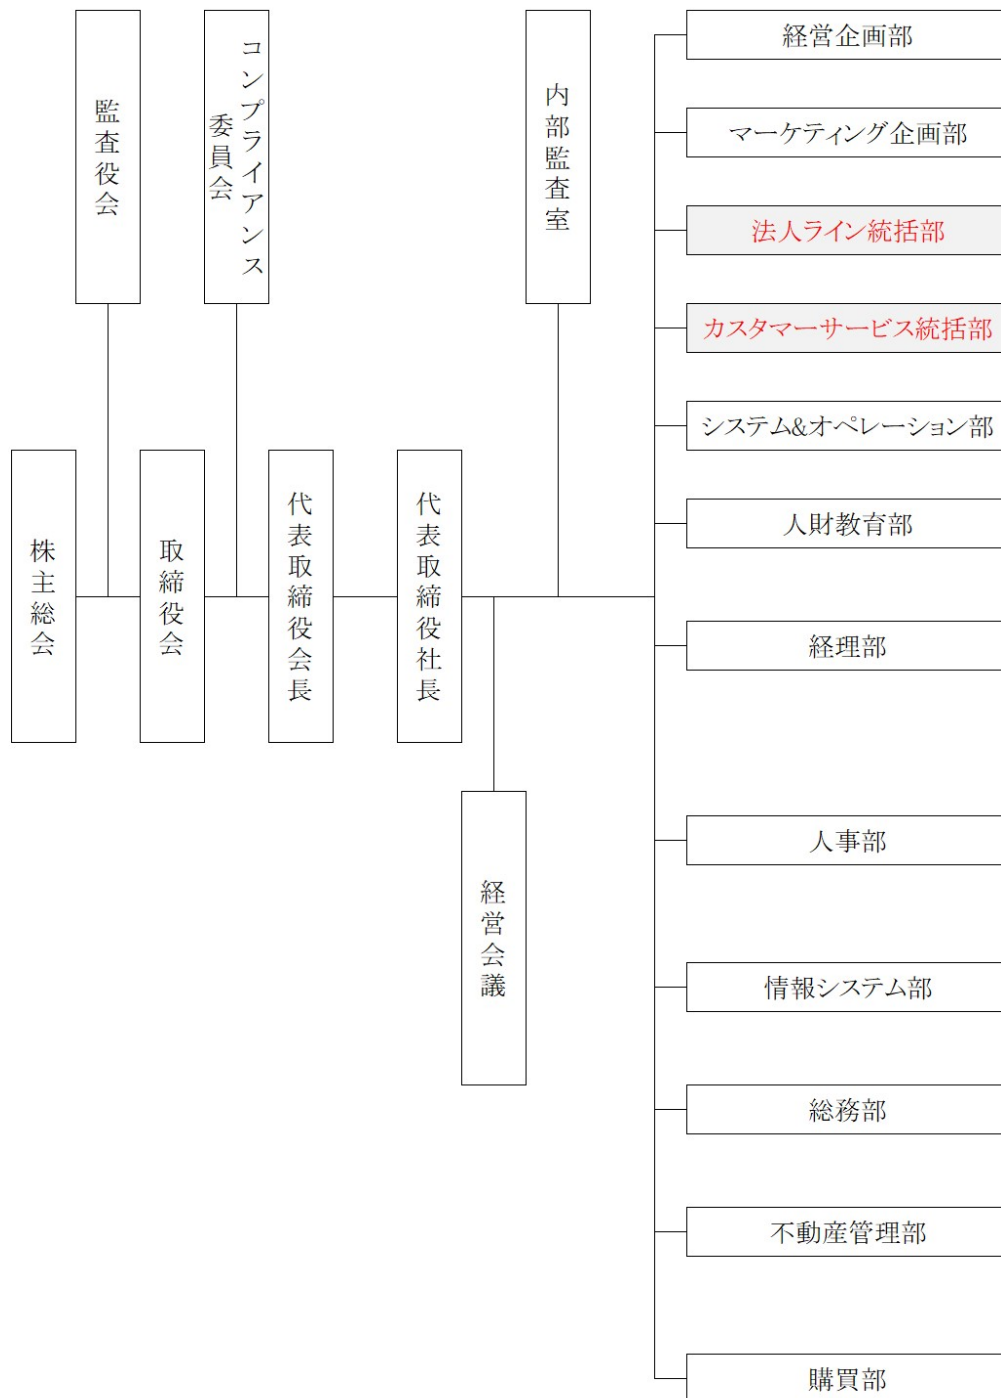 監査役会
コンプライアンス
委員会
内部監査室
株主総会
取締役会
代表取締役会長
代表取締役社長
経営会議
経営企画部
マーケティング企画部
法人ライン統括部
カスタマーサービス統括部
システム&オペレーション部
人財教育部
経理部
人事部
情報システム部
総務部
不動産管理部
購買部